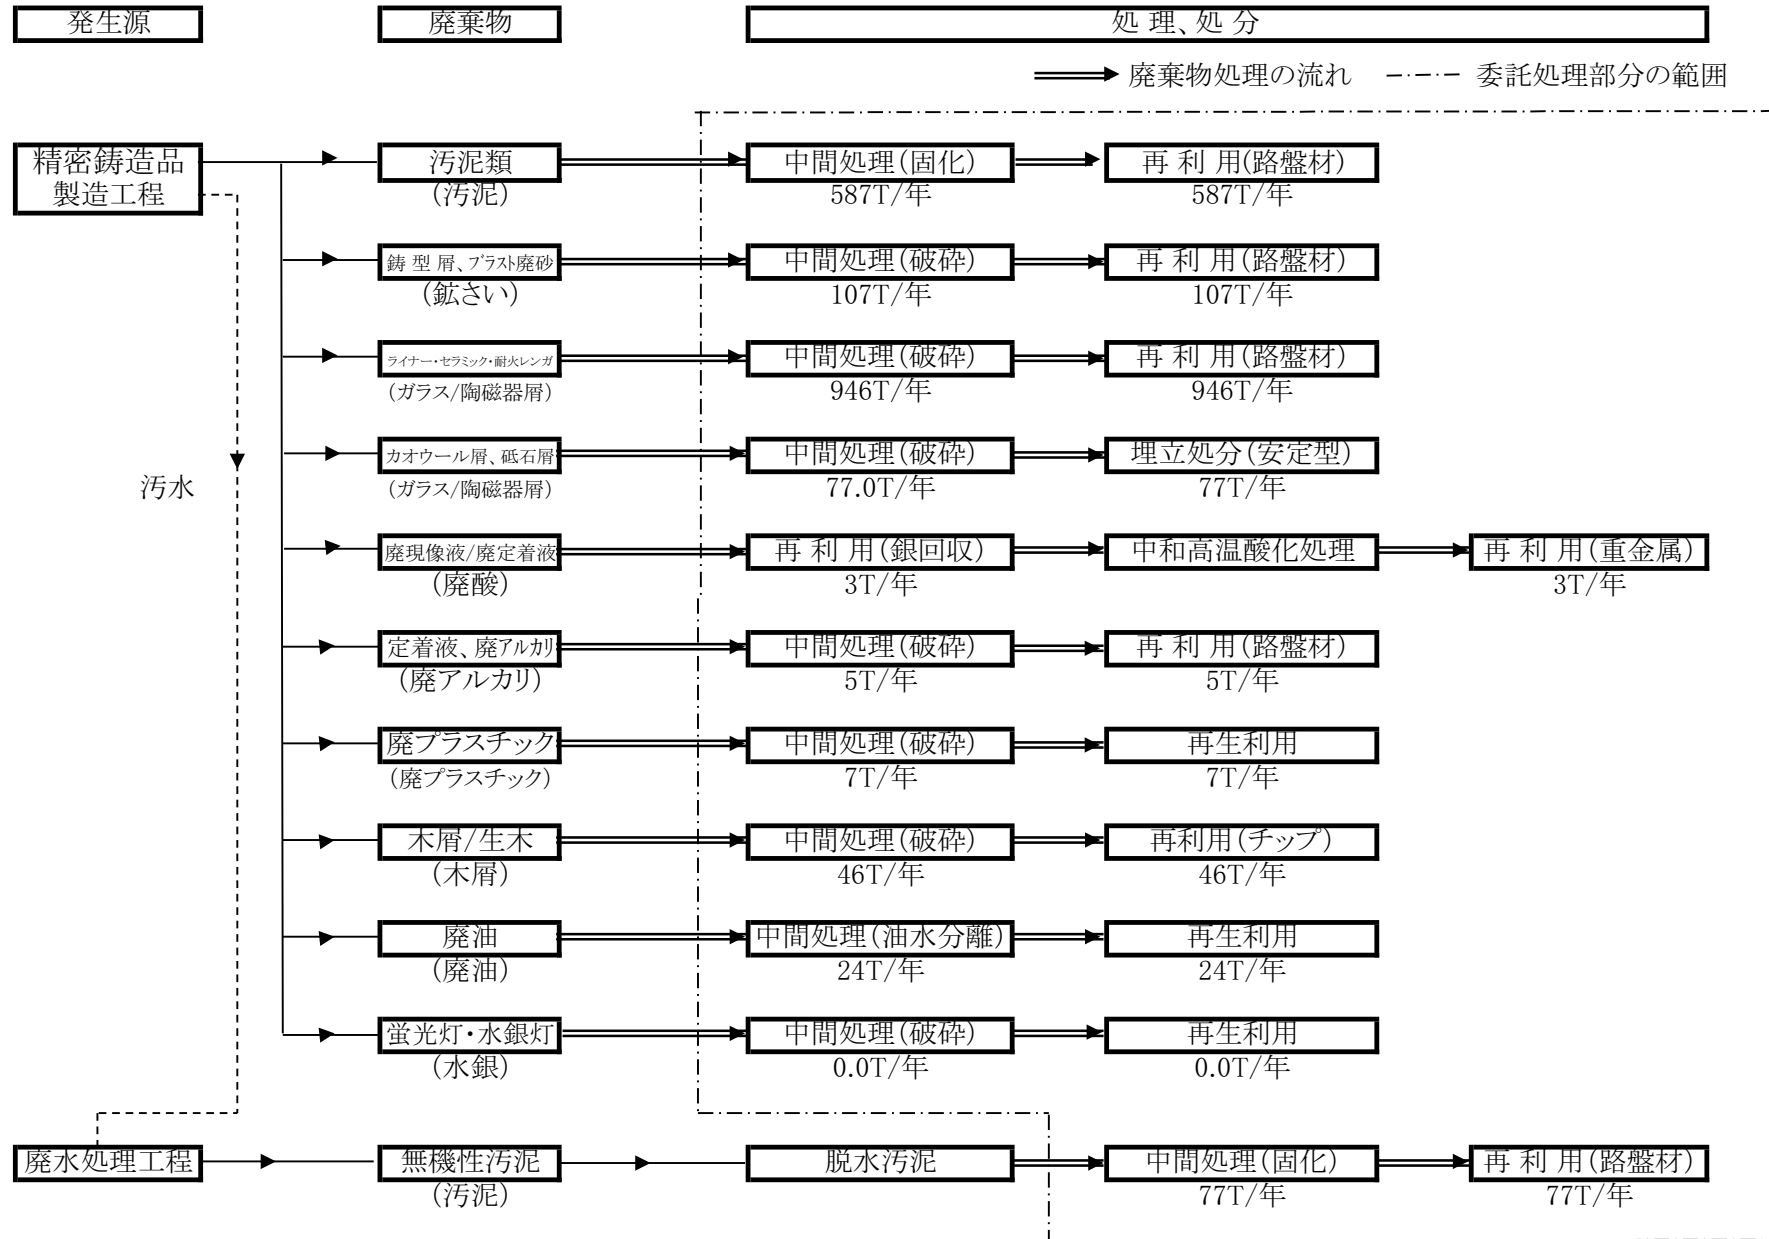 発生源 廃棄物 処 理、処 分
廃棄物処理の流れ 委託処理部分の範囲
精密鋳造品
製造工程
汚泥類 中間処理(固化) 再 利 用(路盤材)
(汚泥) 587T/年 587T/年
鋳 型 屑、ブラスト廃砂 中間処理(破砕) 再 利 用(路盤材)
(鉱さい) 107T/年 107T/年
ライナー・セラミック・耐火レンガ 中間処理(破砕) 再 利 用(路盤材)
(ガラス/陶磁器屑) 946T/年 946T/年
カオウール屑、砥石屑 中間処理(破砕) 埋立処分(安定型)
(ガラス/陶磁器屑) 77.0T/年 77T/年
汚水
廃現像液/廃定着液 再 利 用(銀回収) 中和高温酸化処理 再 利 用(重金属)
(廃酸) 3T/年 3T/年
定着液、廃アルカリ 中間処理(破砕) 再 利 用(路盤材)
(廃アルカリ) 5T/年 5T/年
廃プラスチック 中間処理(破砕) 再生利用
(廃プラスチック) 7T/年 7T/年
木屑/生木 中間処理(破砕) 再利用(チップ)
(木屑) 46T/年 46T/年
廃油 中間処理(油水分離) 再生利用
(廃油) 24T/年 24T/年
蛍光灯・水銀灯 中間処理(破砕) 再生利用
(水銀) 0.0T/年 0.0T/年
廃水処理工程 無機性汚泥 脱水汚泥 中間処理(固化) 再 利 用(路盤材)
(汚泥) 77T/年 77T/年